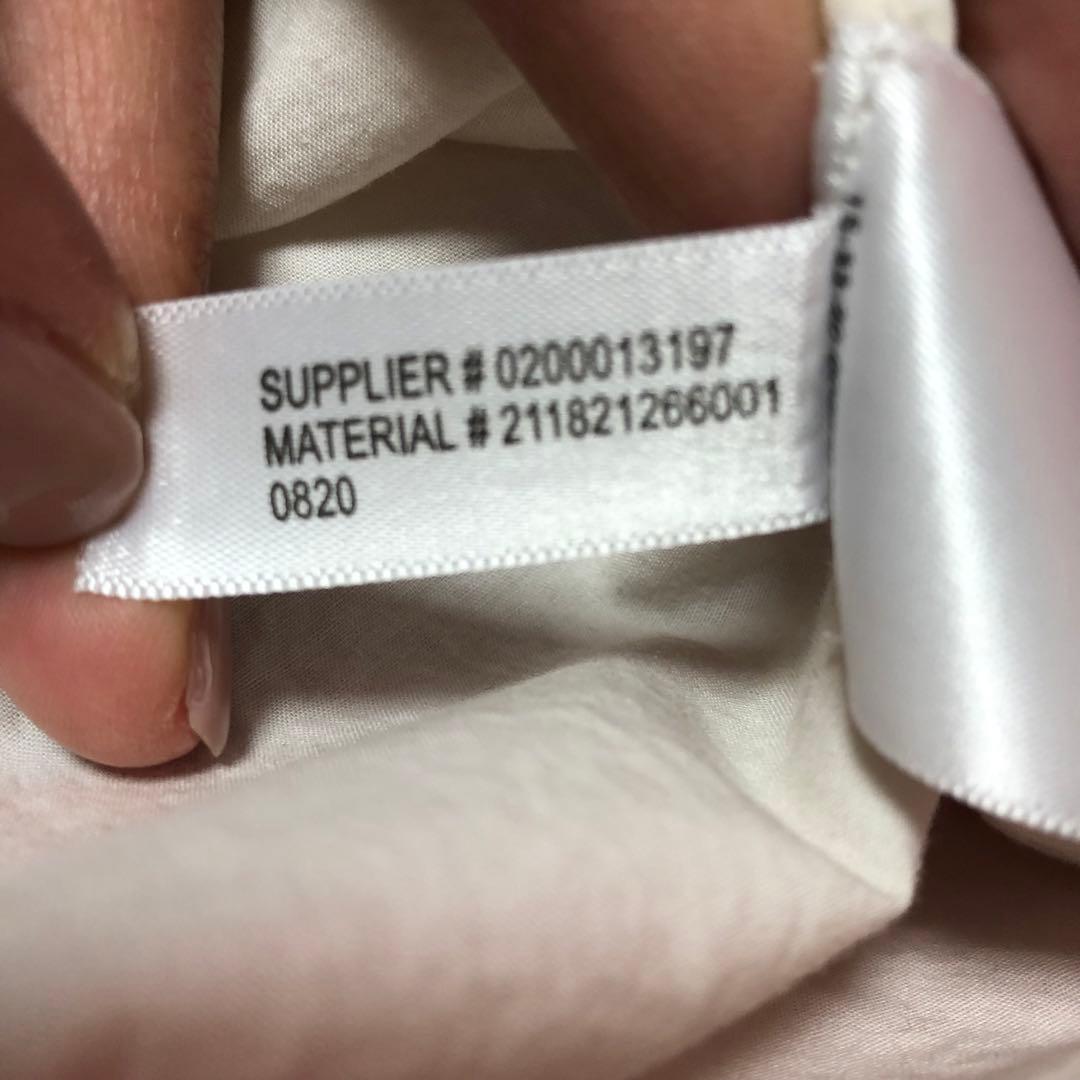 SUPPLIER # 0200013197
MATERIAL # 211821266001
0820